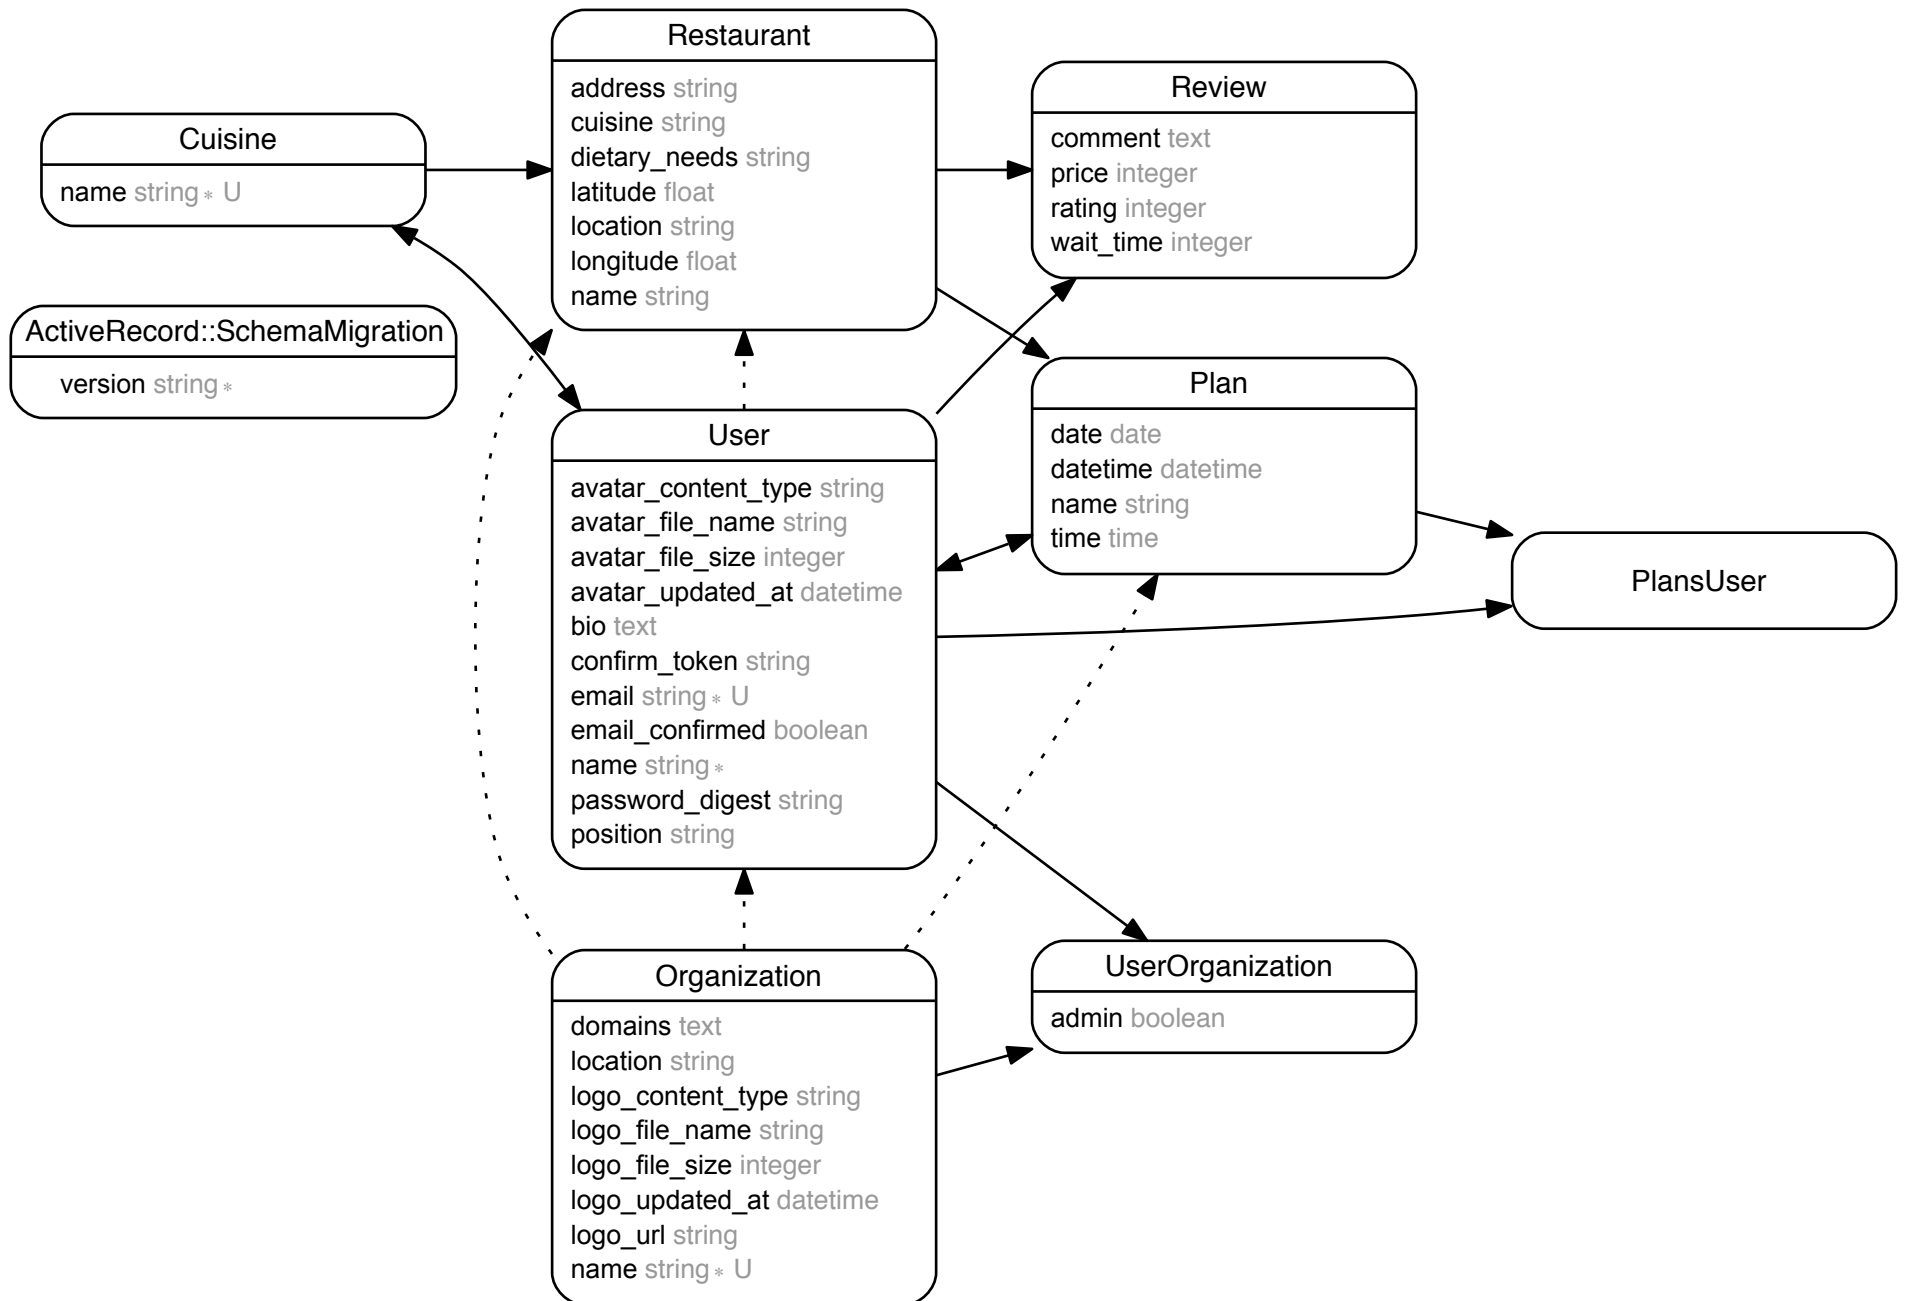 Restaurant
address string
cuisine string
dietary_needs string
latitude float
location string
longitude float
name string
Review
comment text
price integer
rating integer
wait_time integer
Cuisine
name string∗ U
ActiveRecord::SchemaMigration
version string∗
Plan
date date
datetime datetime
name string
time time
User
avatar_content_type string
avatar_file_name string
avatar_file_size integer
avatar_updated_at datetime
bio text
confirm_token string
email string∗ U
email_confirmed boolean
name string∗
password_digest string
position string
PlansUser
Organization
domains text
location string
logo_content_type string
logo_file_name string
logo_file_size integer
logo_updated_at datetime
logo_url string
name string∗ U
UserOrganization
admin boolean